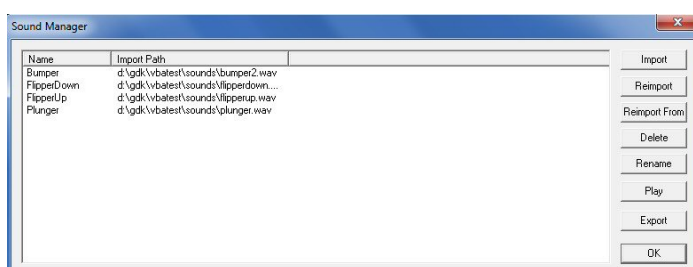 Sound Manager
Name Import Path
Bumper d:\gdk\vbatest\sounds\bumper2.wav
FlipperDown d:\gdk\vbatest\sounds\flipperdown....
FlipperUp d:\gdk\vbatest\sounds\flipperup.wav
Plunger d:\gdk\vbatest\sounds\plunger.wav
Import
Reimport
Reimport From
Delete
Rename
Play
Export
OK